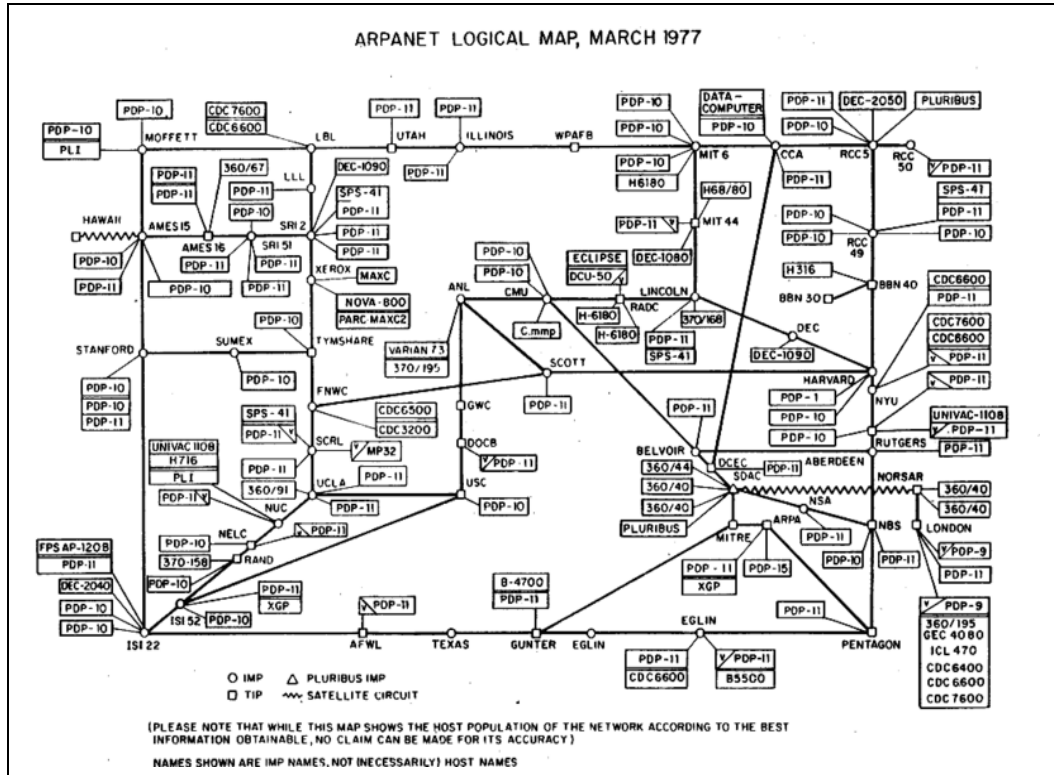 ARPANET LOGICAL MAP, MARCH 1977
PDP-10
PLI
PDP-10
MOFFETT
CDC7600
CDC6600
LBL
PDP-11
UTAH
PDP-11
ILLINOIS
PDP-11
WPAFB
PDP-10
PDP-10
MIT 6
PDP-10
H6180
DATA-
COMPUTER
PDP-10
CCA
PDP-11
PDP-11
PDP-10
DEC-2050
PLURIBUS
RCC 5
RCC
50
PDP-11
LLL
DEC-1090
SPS-41
PDP-11
PDP-11
PDP-11
SRI 2
PDP-11
PDP-11
360/67
PDP-11
PDP-10
HAWAII
AMES15
AMES16
PDP-11
SRI 51
PDP-11
PDP-11
PDP-10
PDP-11
PDP-10
H68/80
PDP-11 V
MIT 44
DEC-1080
SPS-41
PDP-11
PDP-10
PDP-10
PDP-10
RCC
49
XEROX
MAXC
NOVA-800
PARC-MAXC2
PDP-10
TYMSHARE
ANL
VARIAN 73
370/195
PDP-10
PDP-10
CMU
C.mmp
ECLIPSE
DCU-50 V
RADC
H-6180
H-6180
LINCOLN
PDP-11
SPS-41
370/168
H316
BBN 40
BBN 30
DEC
DEC-1090
CDC6600
PDP-11
CDC7600
CDC6600
V PDP-11
V PDP-11
STANFORD
PDP-10
PDP-10
PDP-11
SUMEX
PDP-10
FNWC
CDC6500
CDC3200
SCOTT
PDP-11
HARVARD
PDP-1
PDP-10
PDP-10
NYU
UNIVAC-1108
V PDP-11
PDP-11
RUTGERS
SPS-41
PDP-11 V
PDP-11
SCRL
V MP32
GWC
DOCB
V PDP-11
PDP-11
BELVOIR
DCEC
PDP-11
ABERDEEN
UNIVAC 1108
H716
PLI
PDP-11 V
NUC
360/91
UCLA
PDP-11
PDP-11
USC
PDP-10
360/44
360/40
360/40
PLURIBUS
SDAC
NORSAR
360/40
360/40
NSA
PDP-11
NELC
PDP-10
V PDP-11
370-158
RAND
PDP-10
MITRE
ARPA
PDP-11
XGP
PDP-15
NBS
PDP-10
PDP-11
LONDON
V PDP-9
PDP-11
FPS AP-120B
PDP-11
DEC-2040
PDP-10
PDP-10
ISI 22
ISI 52
PDP-11
XGP
PDP-10
V PDP-11
AFWL
TEXAS
B-4700
PDP-11
GUNTER
EGLIN
EGLIN
PDP-11
CDC6600
V PDP-11
B5500
PDP-11
PENTAGON
V PDP-9
360/195
GEC 4080
ICL 470
CDC6400
CDC6600
CDC7600
IMP
PLURIBUS IMP
TIP
SATELLITE CIRCUIT
(PLEASE NOTE THAT WHILE THIS MAP SHOWS THE HOST POPULATION OF THE NETWORK ACCORDING TO THE BEST
INFORMATION OBTAINABLE, NO CLAIM CAN BE MADE FOR ITS ACCURACY)
NAMES SHOWN ARE IMP NAMES, NOT (NECESSARILY) HOST NAMES